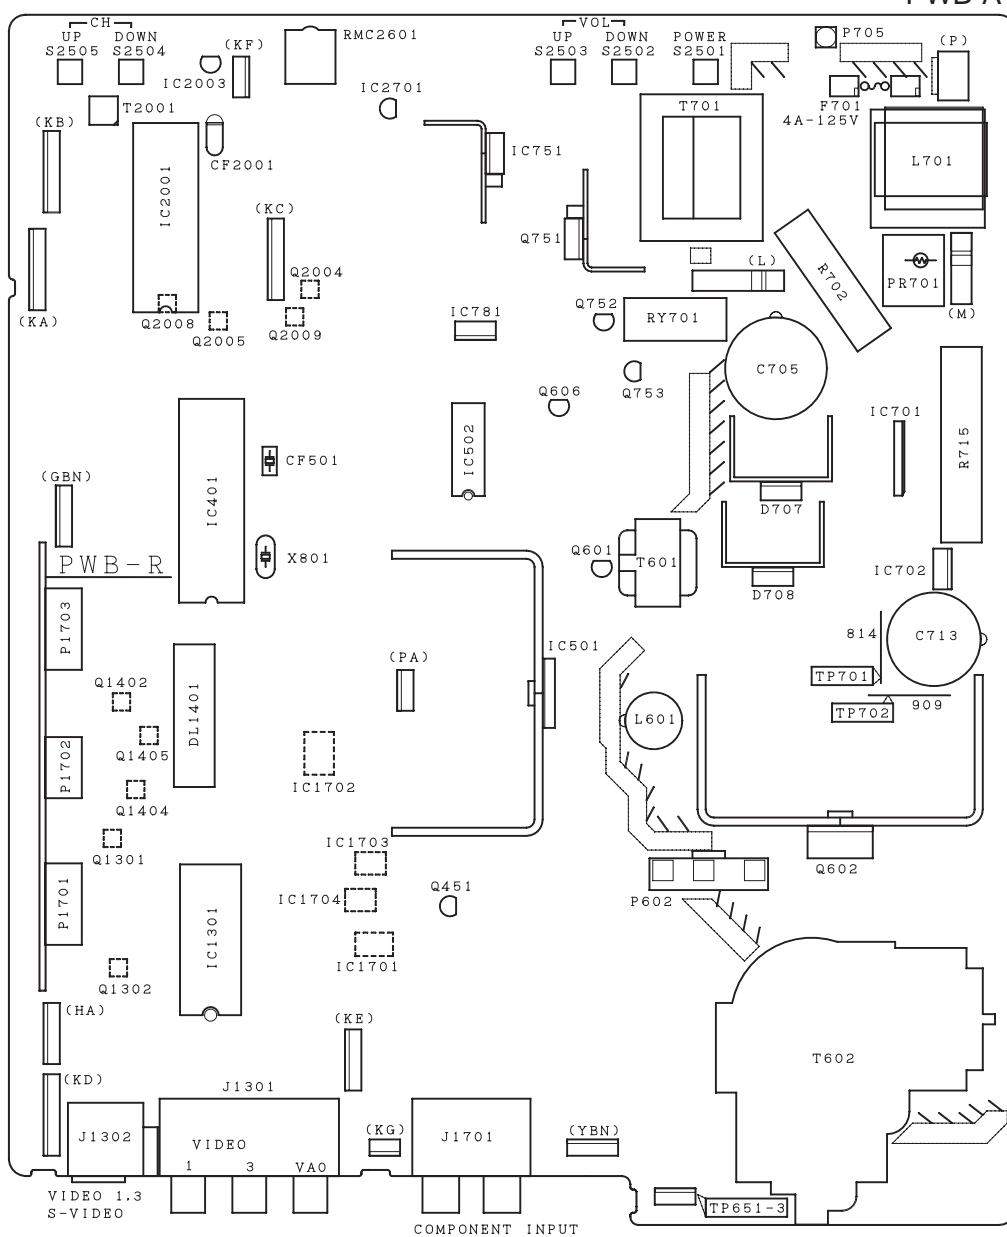 CH
VOL
UP
S2505
DOWN
S2504
(KF)
IC2003
RMC2601
IC2701
UP
S2503
DOWN
S2502
POWER
S2501
P705
(P)
F701
4A-125V
T2001
(KB)
CF2001
IC2001
IC751
T701
L701
(KC)
Q751
Q2004
(L)
R702
PR701
(KA)
Q2008
Q2005
Q2009
IC781
Q752
RY701
(M)
Q753
C705
Q606
IC701
R715
(GBN)
IC401
CF501
IC502
D707
PWB-R
X801
Q601
T601
D708
IC702
P1703
814
C713
IC501
(PA)
TP701
Q1402
DL1401
TP702
909
L601
Q1405
P1702
IC1702
Q1404
Q1301
IC1703
Q602
IC1704
Q451
P602
P1701
IC1301
IC1701
Q1302
(HA)
(KE)
T602
(KD)
J1301
J1302
VIDEO
1 3 VAO
(KG)
J1701
(YBN)
VIDEO 1,3
S-VIDEO
TP651-3
COMPONENT INPUT